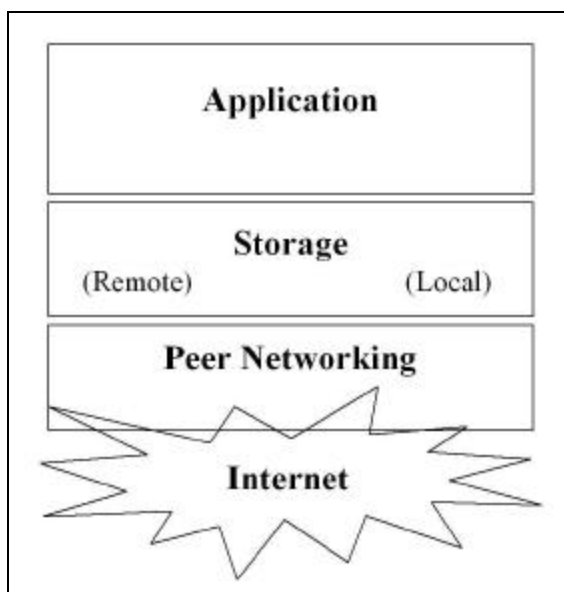 Application
Storage
(Remote) (Local)
Peer Networking
Internet